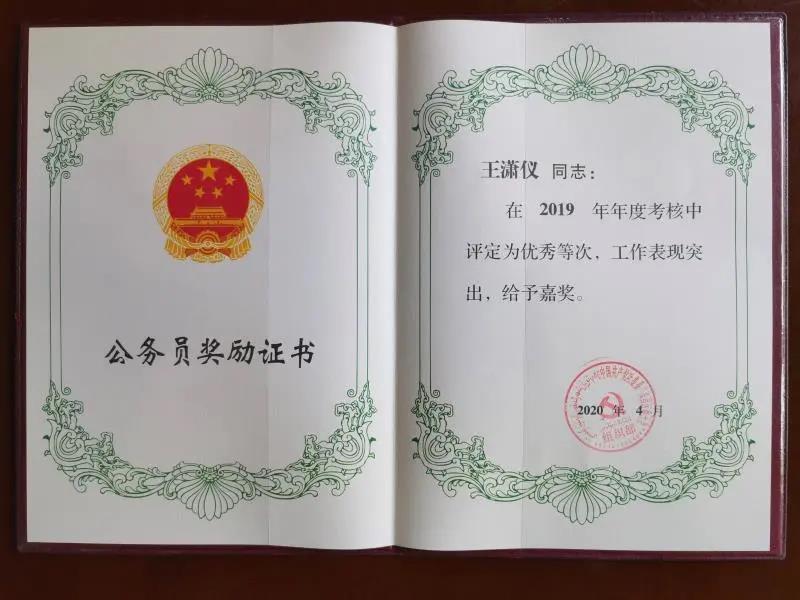 公务员奖励证书
王潇仪 同志：
在 2019 年年度考核中
评定为优秀等次，工作表现突
出，给予嘉奖。
2020 年 4 月
组织部